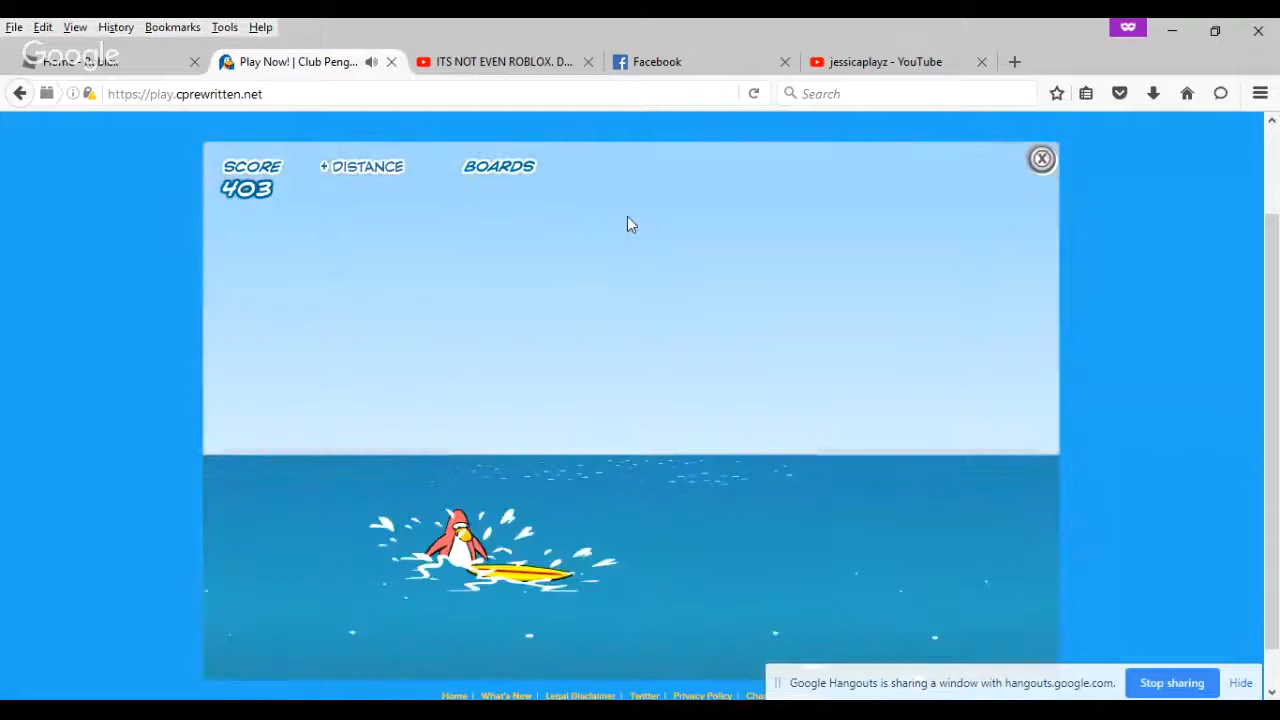 File Edit View History Bookmarks Tools Help
Google
Play Now! | Club Peng...
ITS NOT EVEN ROBLOX. D...
Facebook
jessicaplayz - YouTube
https://play.cprewritten.net
Search
SCORE + DISTANCE BOARDS
403
Home | What's New | Legal Disclaimer | Twitter | Privacy Policy |
Google Hangouts is sharing a window with hangouts.google.com. Stop sharing Hide